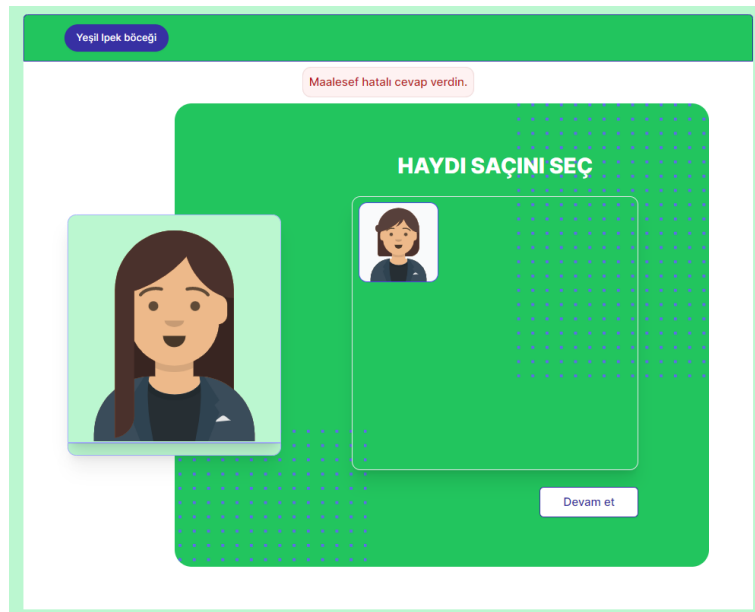 Yeşil Ipek böceği
Maalesef hatalı cevap verdin.
HAYDI SAÇINI SEÇ
Devam et